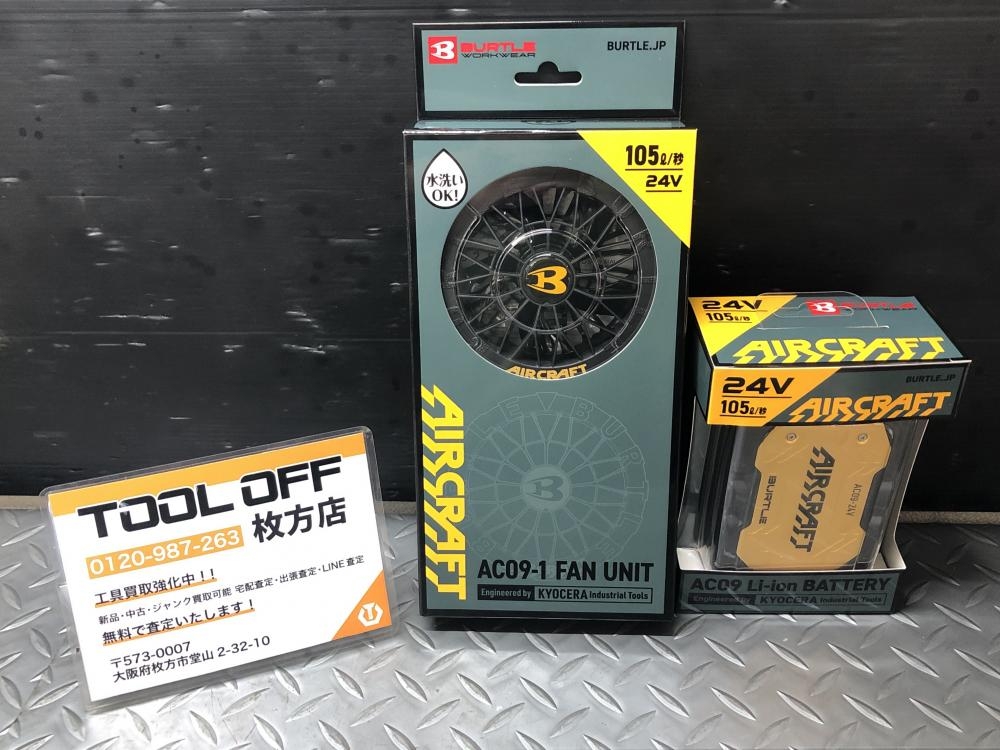 BURTLE
WORKWEAR
BURTLE.JP
水洗い
OK!
105ℓ/秒
24V
B
AIRCRAFT
AIRCRAFT
B
AC09-1 FAN UNIT
Engineered by KYOCERA Industrial Tools
24V
105ℓ/秒
BURTLE
WORKWEAR
AIRCRAFT
24V
105ℓ/秒
BURTLE.JP
AIRCRAFT
AIRCRAFT
BURTLE
AC09-24V
AC09 Li-ion BATTERY
Engineered by KYOCERA Industrial Tools
TOOL OFF
0120-987-263 枚方店
工具買取強化中！！
新品・中古・ジャンク買取可能 宅配査定・出張査定・LINE査定
無料で査定いたします！
〒573-0007
大阪府枚方市堂山 2-32-10